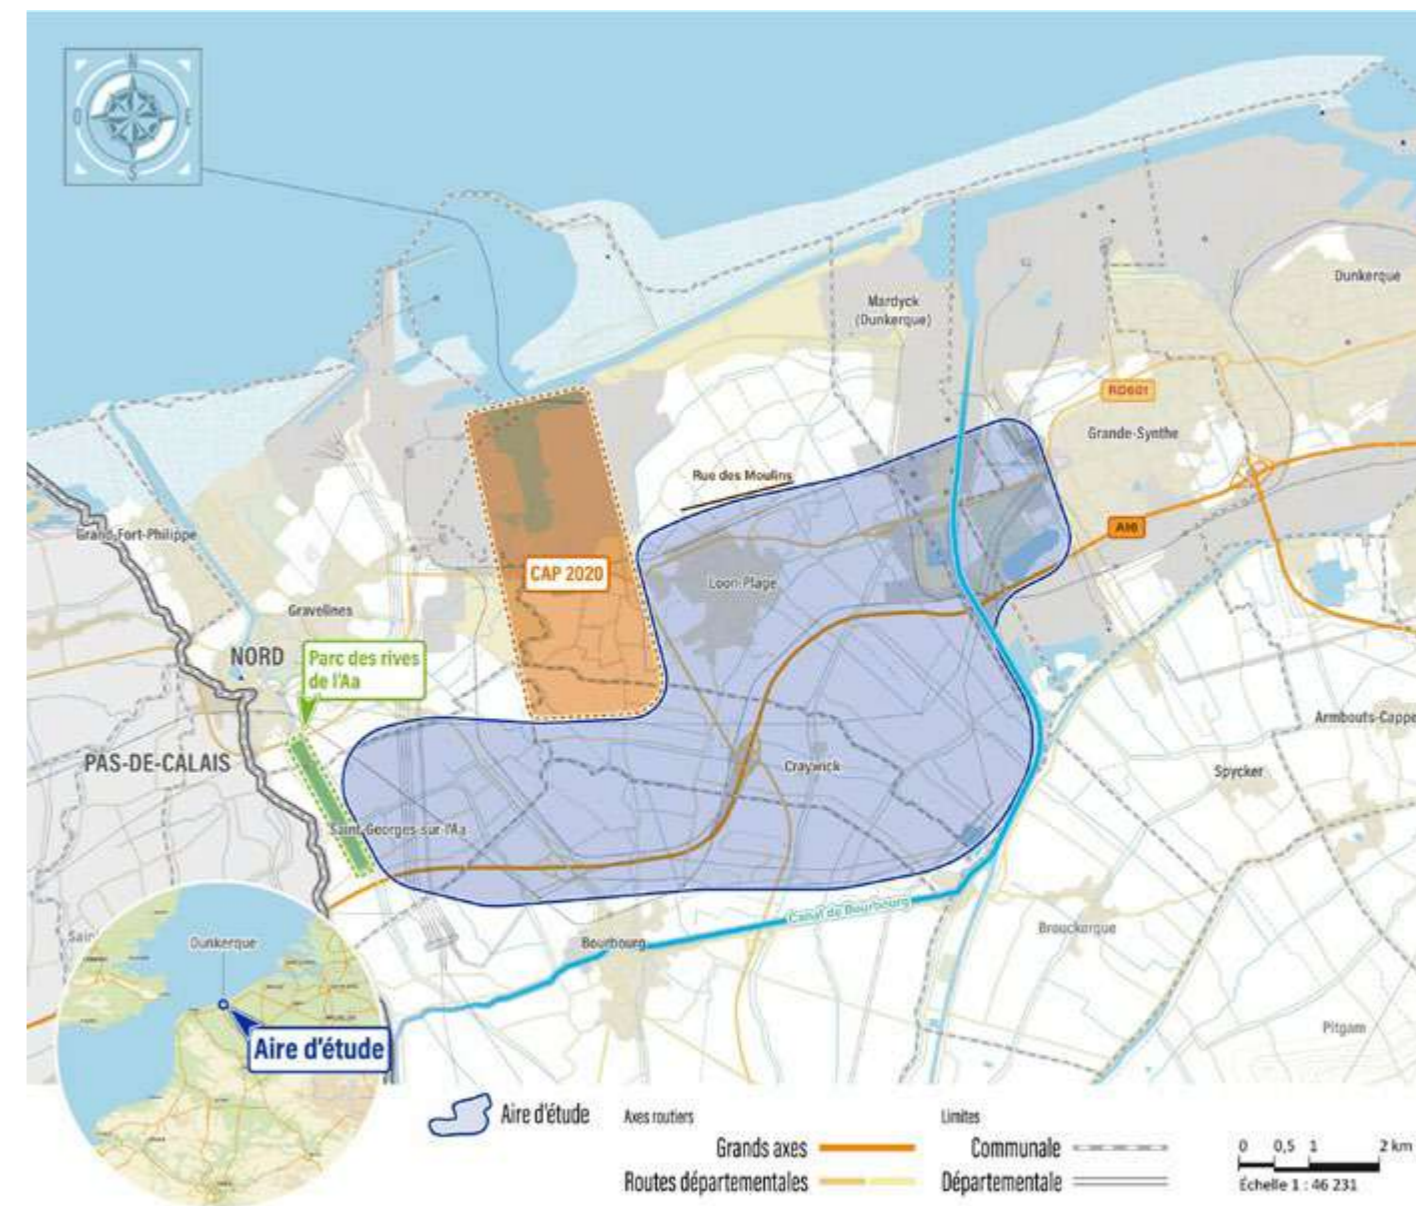 N
O
E
S
Dunkerque
Mardyck
(Dunkerque)
RD601
Grande-Synthe
Rue des Moulins
A16
Grand-Fort-Philippe
CAP 2020
Loon-Plage
Gravelines
NORD
Parc des rives
de l'Aa
Armbouts-Cappe
PAS-DE-CALAIS
Craywick
Spycker
Saint-Georges-sur-l'Aa
Canal de Bourbourg
Brouckerque
Sain
Dunkerque
Bourbourg
Pitgam
Aire d'étude
Aire d'étude
Axes routiers
Grands axes
Routes départementales
Limites
Communale
Départementale
0 0,5 1 2 km
Échelle 1 : 46 231